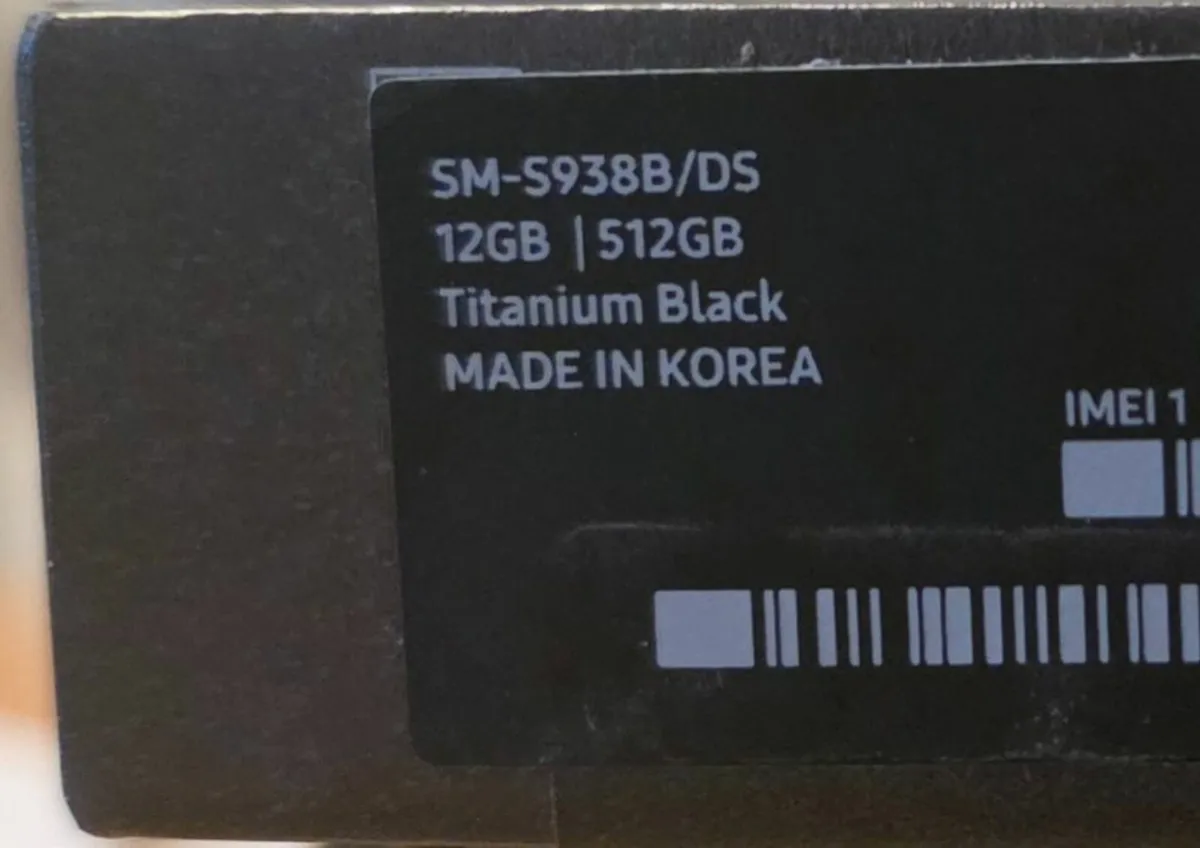 SM-S938B/DS
12GB | 512GB
Titanium Black
MADE IN KOREA
IMEI 1